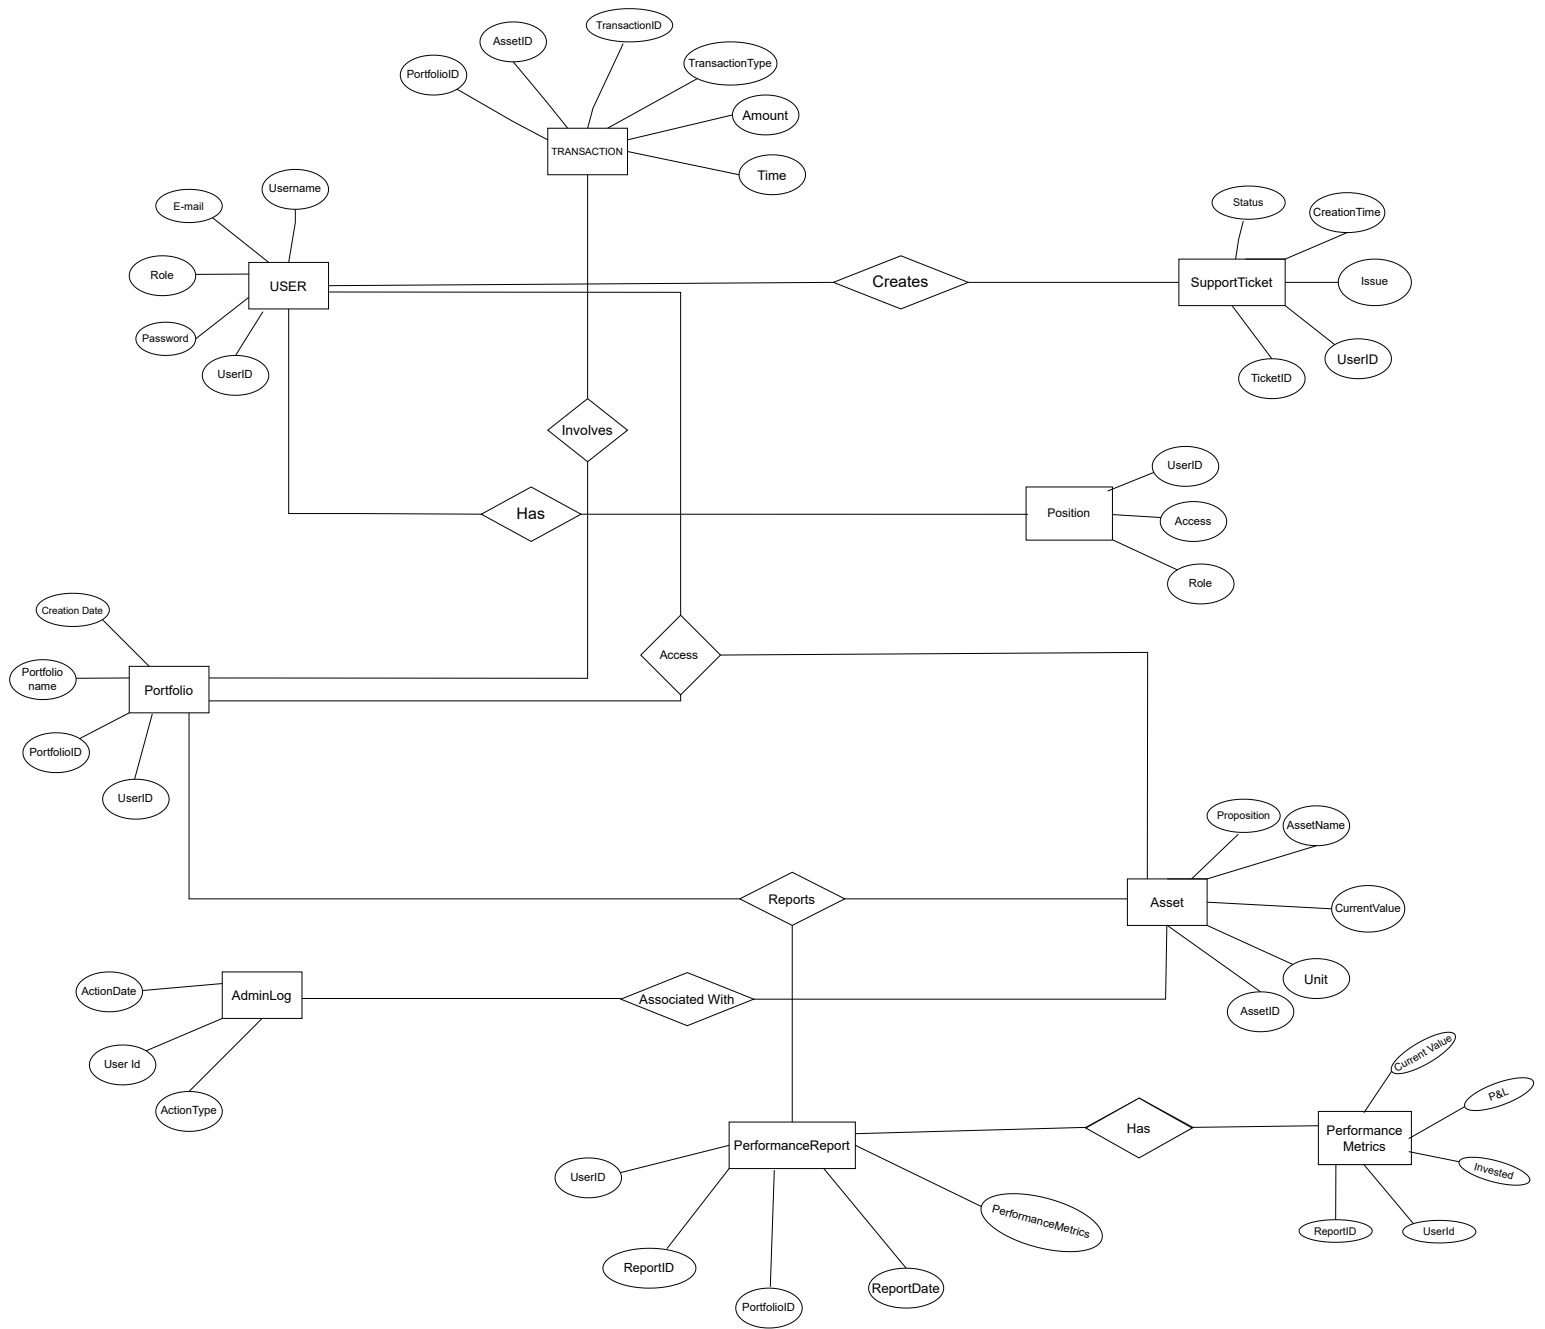 TransactionID
AssetID
TransactionType
PortfolioID
Amount
TRANSACTION
Time
Username
E-mail
Role
USER
Password
UserID
Creates
Status
CreationTime
SupportTicket
Issue
UserID
TicketID
Involves
Has
UserID
Position
Access
Role
Creation Date
Portfolio
name
Portfolio
PortfolioID
UserID
Access
Proposition
AssetName
Reports
Asset
CurrentValue
Unit
AssetID
ActionDate
AdminLog
Associated With
User Id
ActionType
Current Value
P&L
Performance
Metrics
Invested
ReportID
UserId
Has
PerformanceReport
UserID
PerformanceMetrics
ReportID
ReportDate
PortfolioID